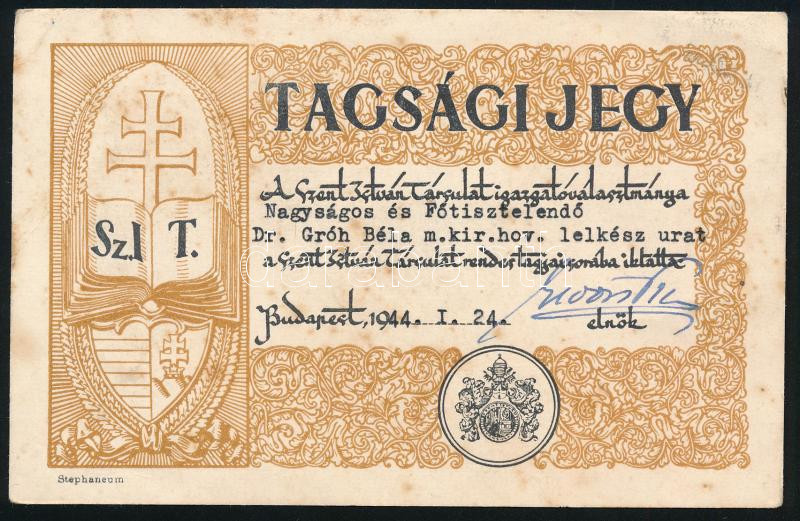 TAGSÁGI JEGY
Sz.I T.
A Szent István Társulat igazgatóválasztmánya
Nagyságos és Főtisztelendő
Dr. Gróh Béla m.kir.hov. lelkész urat
a Szent István Társulat rendes tagjai sorába iktatta
Budapest, 1944. I. 24.
elnök
Stephaneum